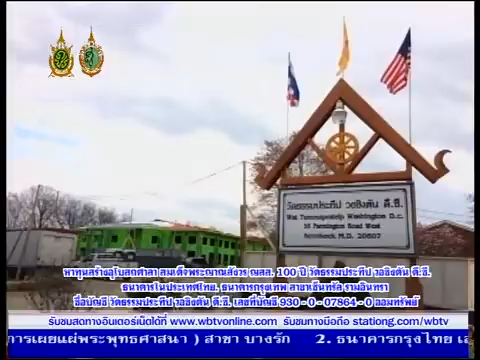 วัดธรรมประทีป วอชิงตัน ดี.ซี.
Wat Tummaprateip Washington D.C.
Pennington Road West
M.D. 20607
หาทุนสร้างอุโบสถศาลา สมเด็จพระญาณสังวร ฌสส. 100 ปี วัดธรรมประทีป วอชิงตัน ดี.ซี.
ธนาคารในประเทศไทย. ธนาคารกรุงเทพ สาขาเซ็นทรัล รามอินทรา
ชื่อบัญชี วัดธรรมประทีป วอชิงตัน ดี.ซี. เลขที่บัญชี 930 - 0 - 07864 - 0 ออมทรัพย์
รับชมสดทางอินเตอร์เน็ตได้ที่ www.wbtvonline.com รับชมทางมือถือ stationg.com/wbtv
การเผยแผ่พระพุทธศาสนา ) สาขา บางรัก 2. ธนาคารกรุงไทย